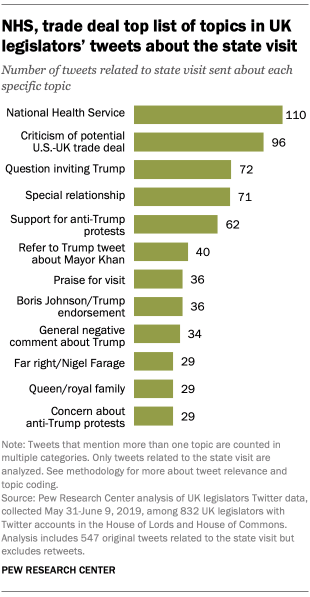 NHS, trade deal top list of topics in UK
legislators' tweets about the state visit
Number of tweets related to state visit sent about each
specific topic
National Health Service 110
Criticism of potential
U.S.-UK trade deal 96
Question inviting Trump 72
Special relationship 71
Support for anti-Trump
protests 62
Refer to Trump tweet
about Mayor Khan 40
Praise for visit 36
Boris Johnson/Trump
endorsement 36
General negative
comment about Trump 34
Far right/Nigel Farage 29
Queen/royal family 29
Concern about
anti-Trump protests 29
Note: Tweets that mention more than one topic are counted in
multiple categories. Only tweets related to the state visit are
analyzed. See methodology for more about tweet relevance and
topic coding.
Source: Pew Research Center analysis of UK legislators Twitter data,
collected May 31-June 9, 2019, among 832 UK legislators with
Twitter accounts in the House of Lords and House of Commons.
Analysis includes 547 original tweets related to the state visit but
excludes retweets.
PEW RESEARCH CENTER